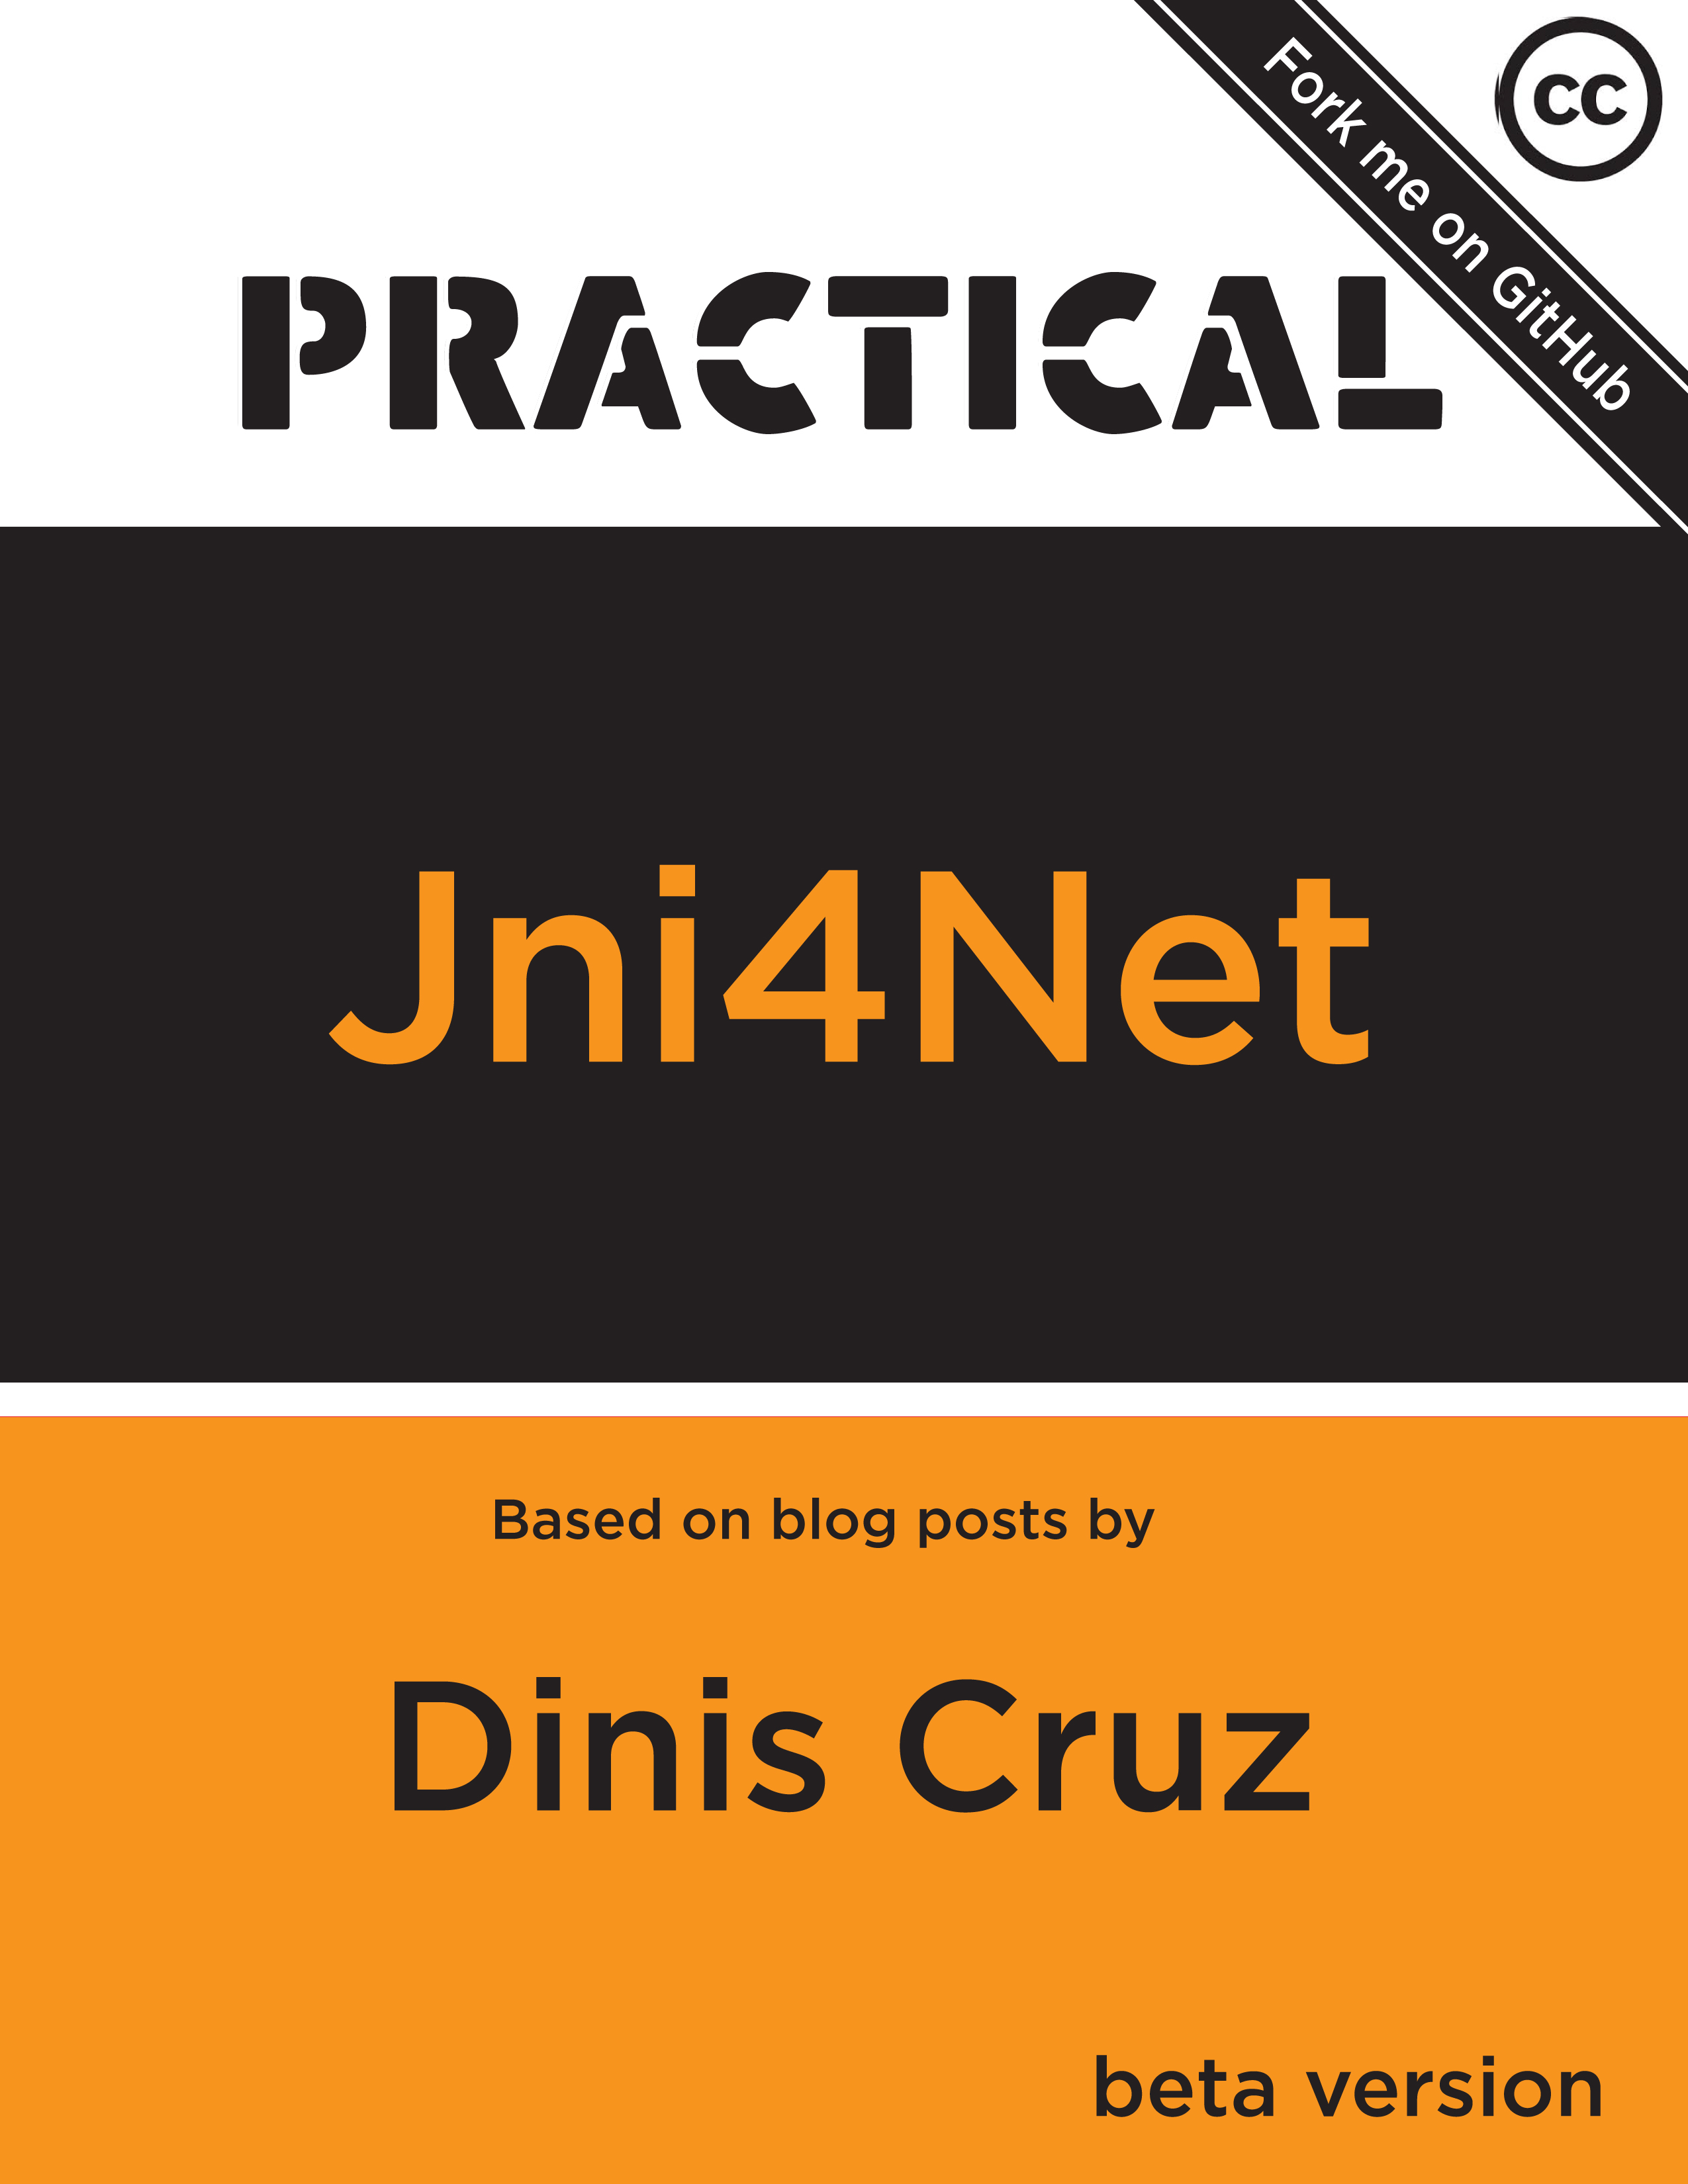 Fork me on GitHub
cc
PRACTICAL
Jni4Net
Based on blog posts by
Dinis Cruz
beta version